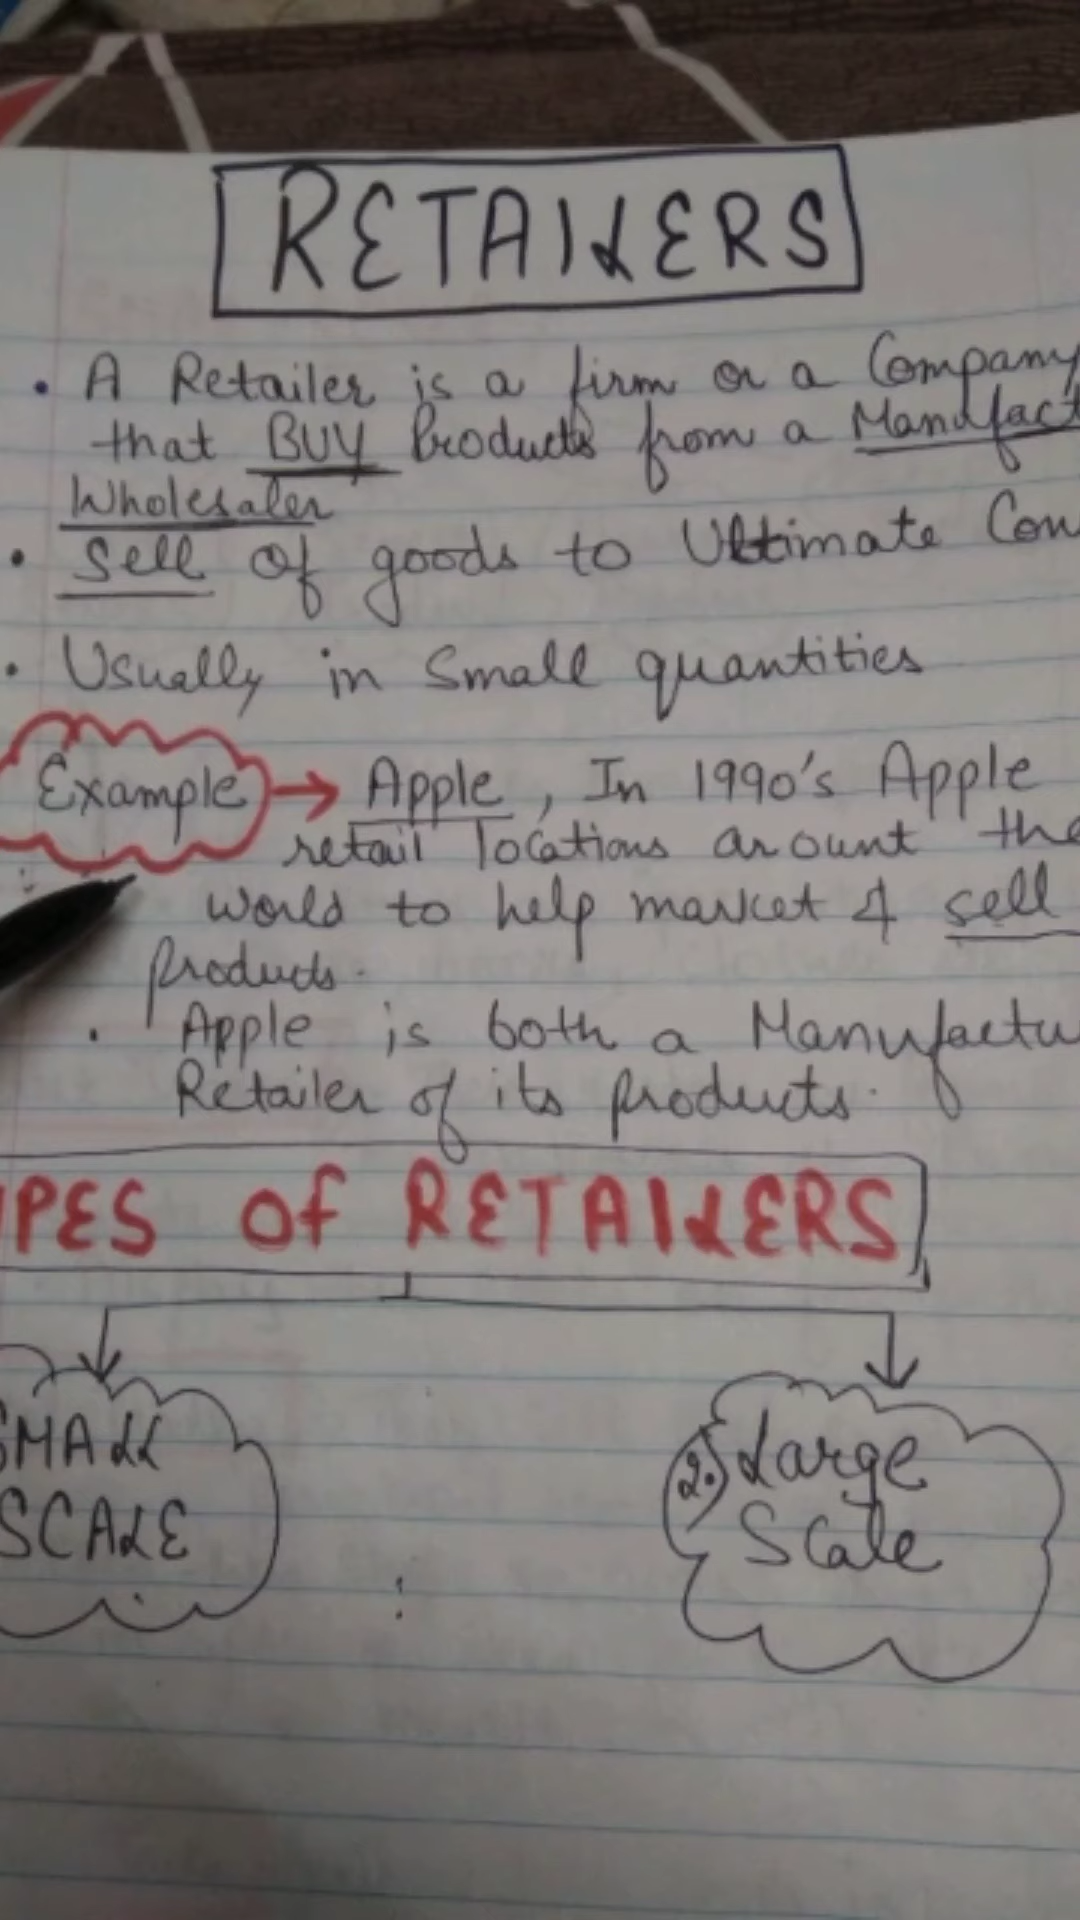 RETAILERS
• A Retailer is a firm or a Company
that BUY Products from a Manufact
Wholesaler
• Sell of goods to Ultimate Con
• Usually in Small quantities
Example → Apple, In 1990's Apple
retail locations arount the
world to help market & sell
products.
• Apple is both a Manufactu
Retailer of its products.
YPES of RETAILERS
SMALL
SCALE
2.) Large
Scale